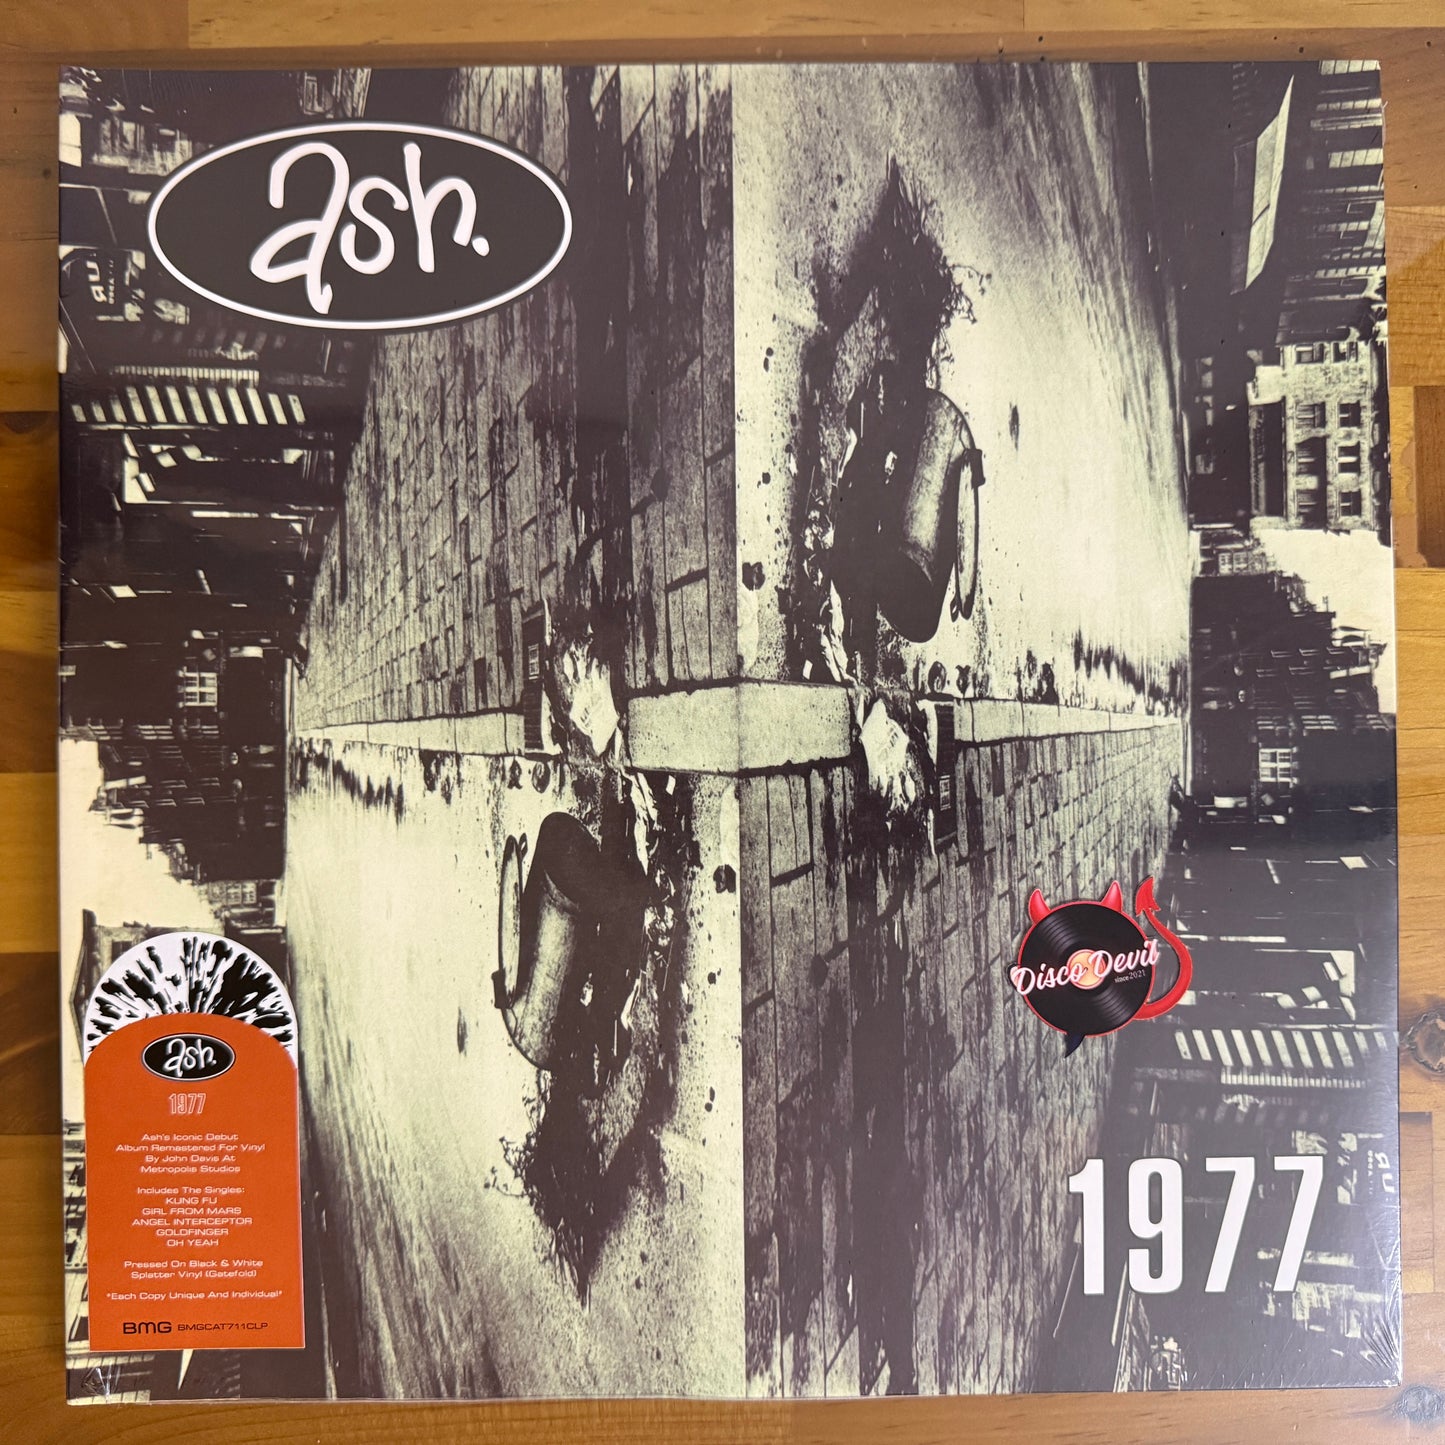 ash.
Disco Devil
since 2021
1977
ash.
1977
Ash's Iconic Debut
Album Remastered For Vinyl
By John Davis At
Metropolis Studios
Includes The Singles:
KUNG FU
GIRL FROM MARS
ANGEL INTERCEPTOR
GOLDFINGER
OH YEAH
Pressed On Black & White
Splatter Vinyl (Gatefold)
*Each Copy Unique And Individual*
BMG BMGCAT711CLP